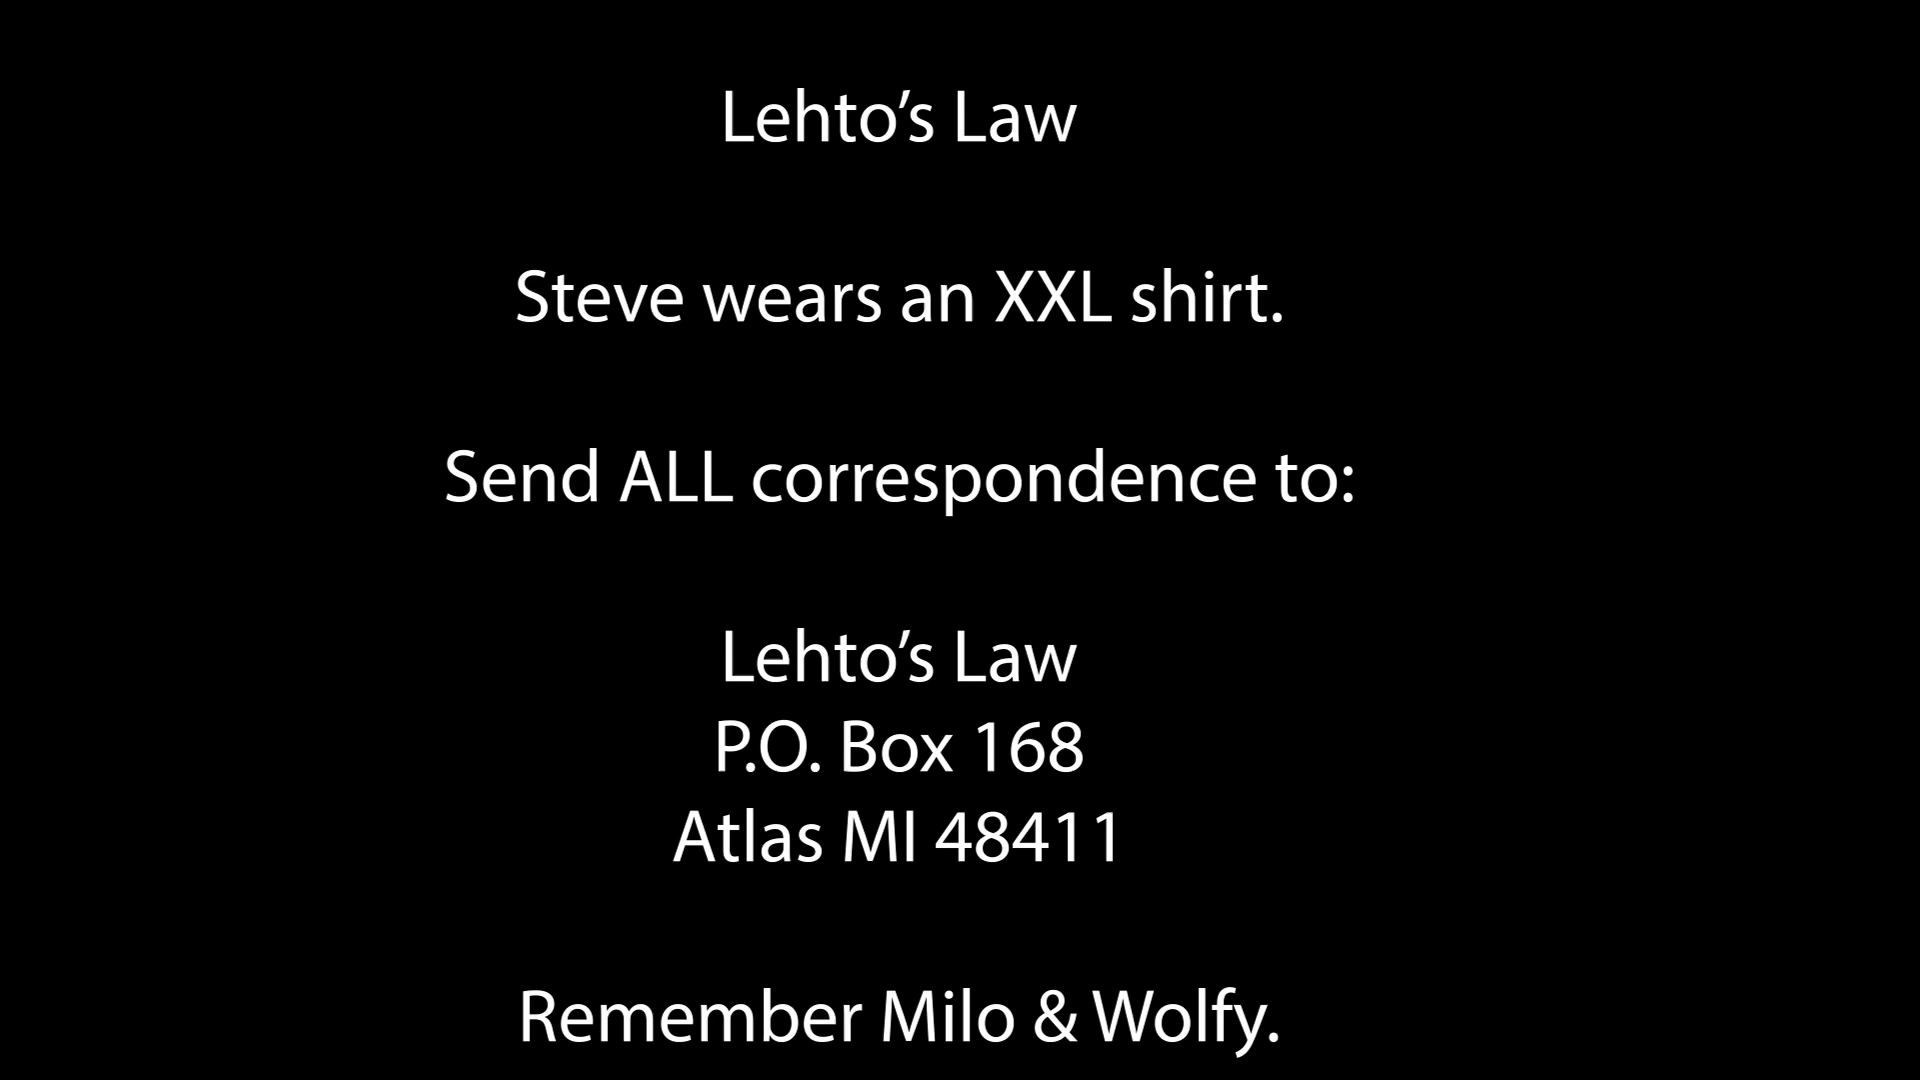 Lehto’s Law
Steve wears an XXL shirt.
Send ALL correspondence to:
Lehto’s Law
P.O. Box 168
Atlas MI 48411
Remember Milo & Wolfy.